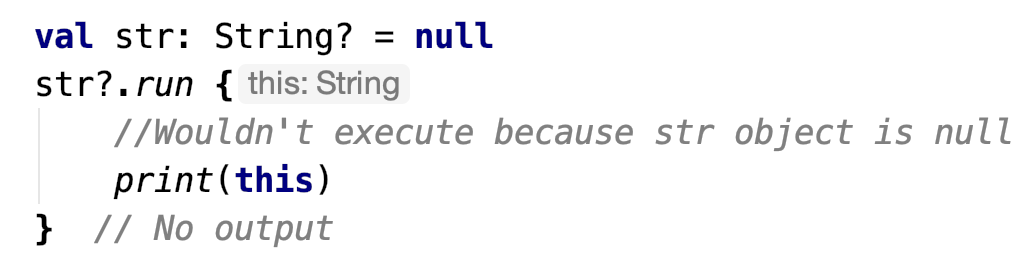 val str: String? = null
str?.run { this: String
    //Wouldn't execute because str object is null
    print(this)
}  // No output